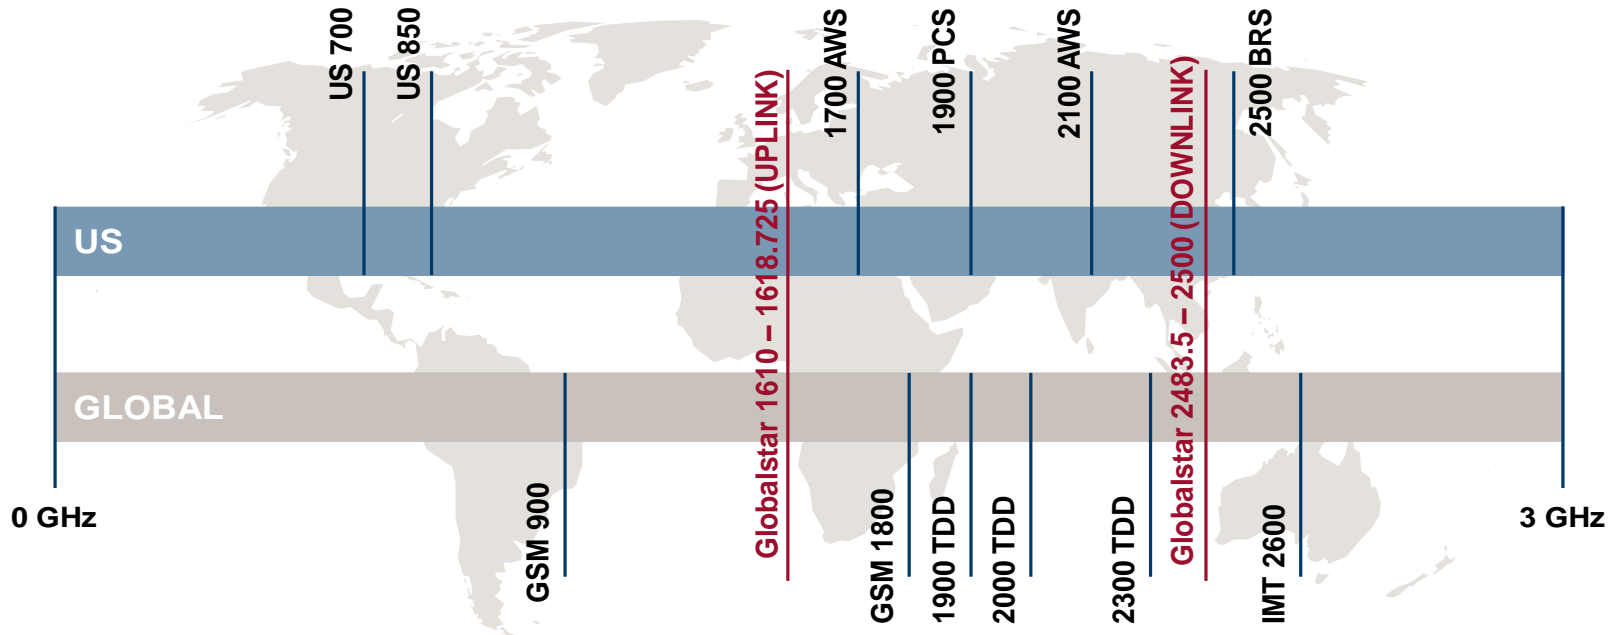 US 700
US 850
1700 AWS
1900 PCS
2100 AWS
2500 BRS
Globalstar 1610 – 1618.725 (UPLINK)
Globalstar 2483.5 – 2500 (DOWNLINK)
US
GLOBAL
0 GHz
3 GHz
GSM 900
GSM 1800
1900 TDD
2000 TDD
2300 TDD
IMT 2600